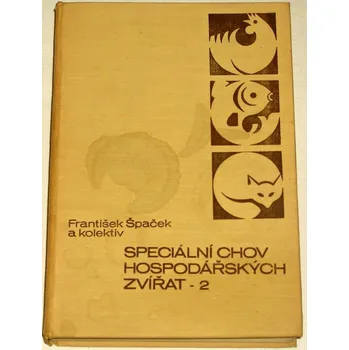 František Špaček
a kolektiv
SPECIÁLNÍ CHOV
HOSPODÁŘSKÝCH
ZVÍŘAT - 2